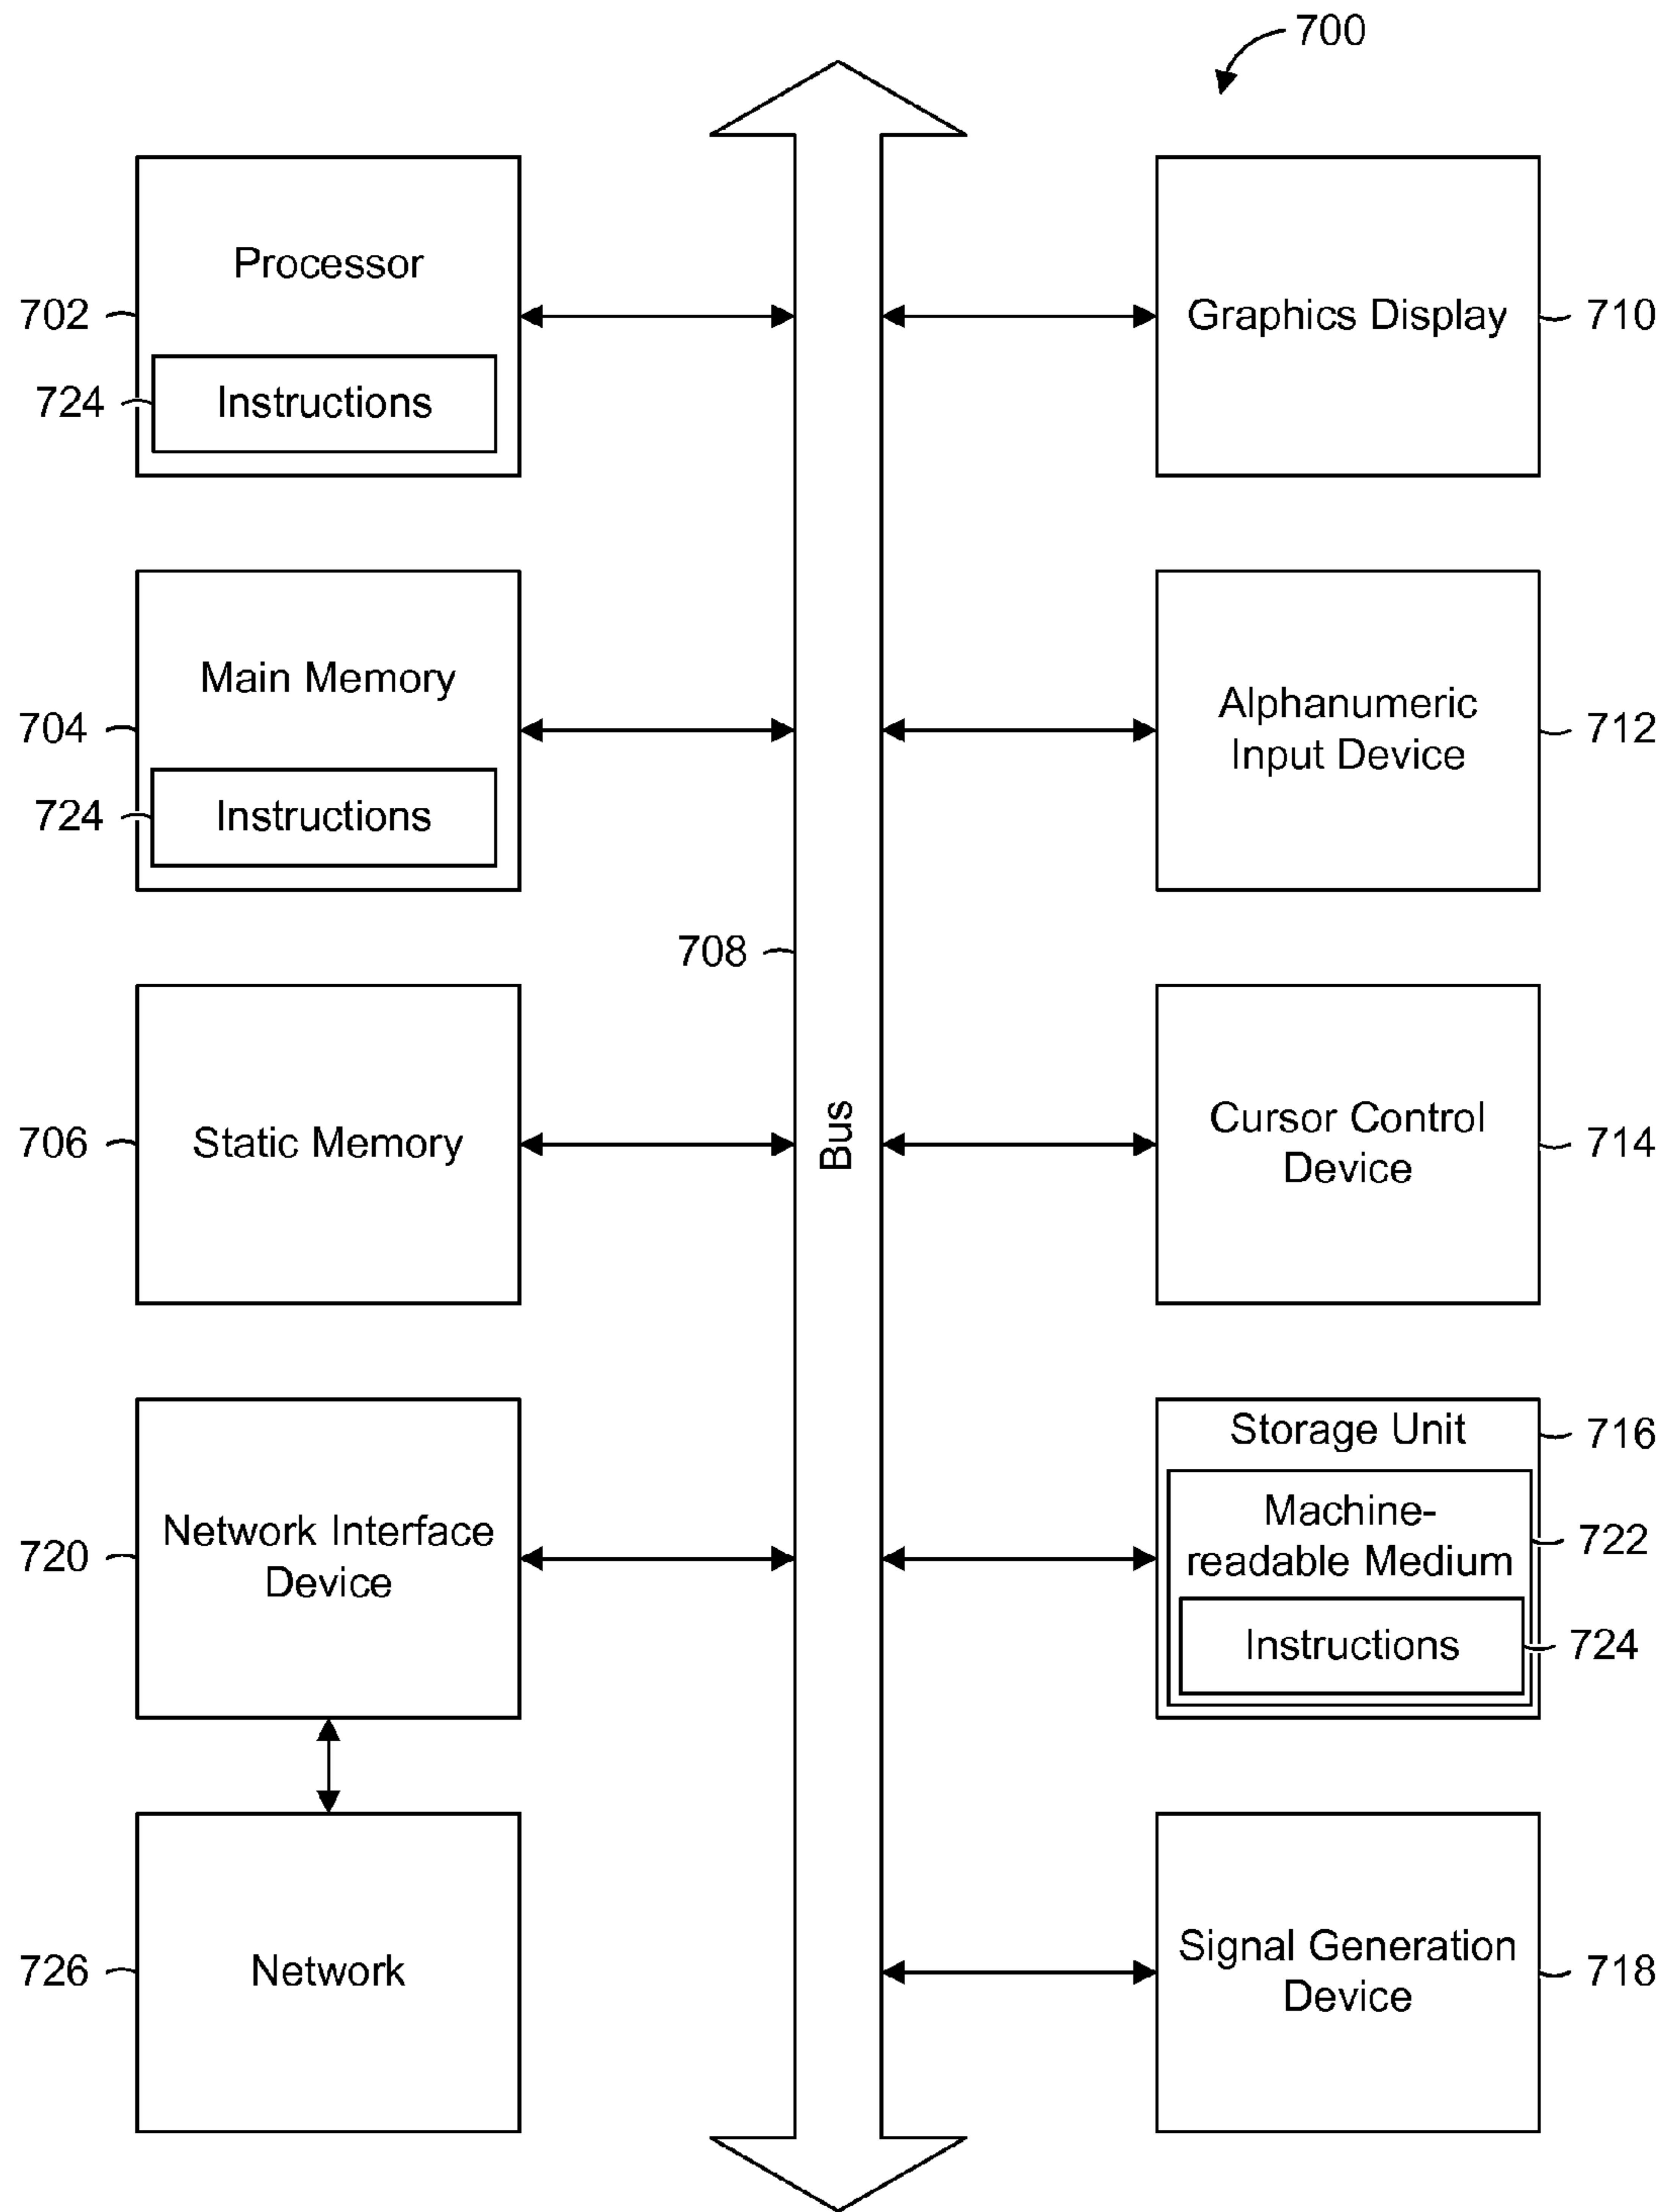 700
Processor
702
724
Instructions
Graphics Display
710
Main Memory
704
724
Instructions
Alphanumeric
Input Device
712
708
Bus
Static Memory
706
Cursor Control
Device
714
Network Interface
Device
720
Storage Unit
716
Machine-
readable Medium
722
Instructions
724
Network
726
Signal Generation
Device
718